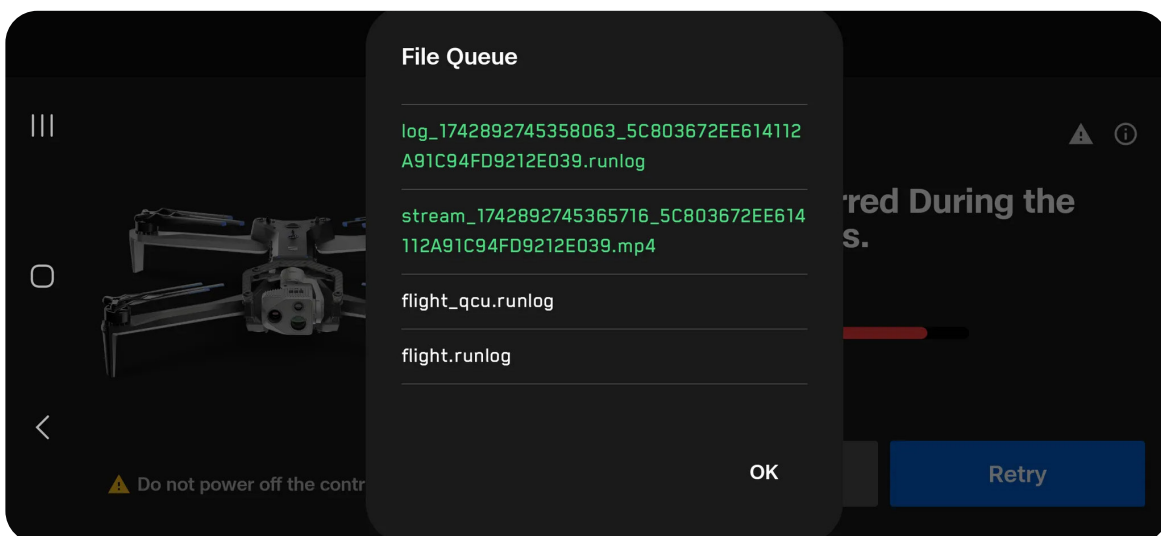 File Queue
log_1742892745358063_5C803672EE614112
A91C94FD9212E039.runlog
stream_1742892745365716_5C803672EE614
112A91C94FD9212E039.mp4
flight_qcu.runlog
flight.runlog
OK
rred During the
s.
Do not power off the contr
Retry